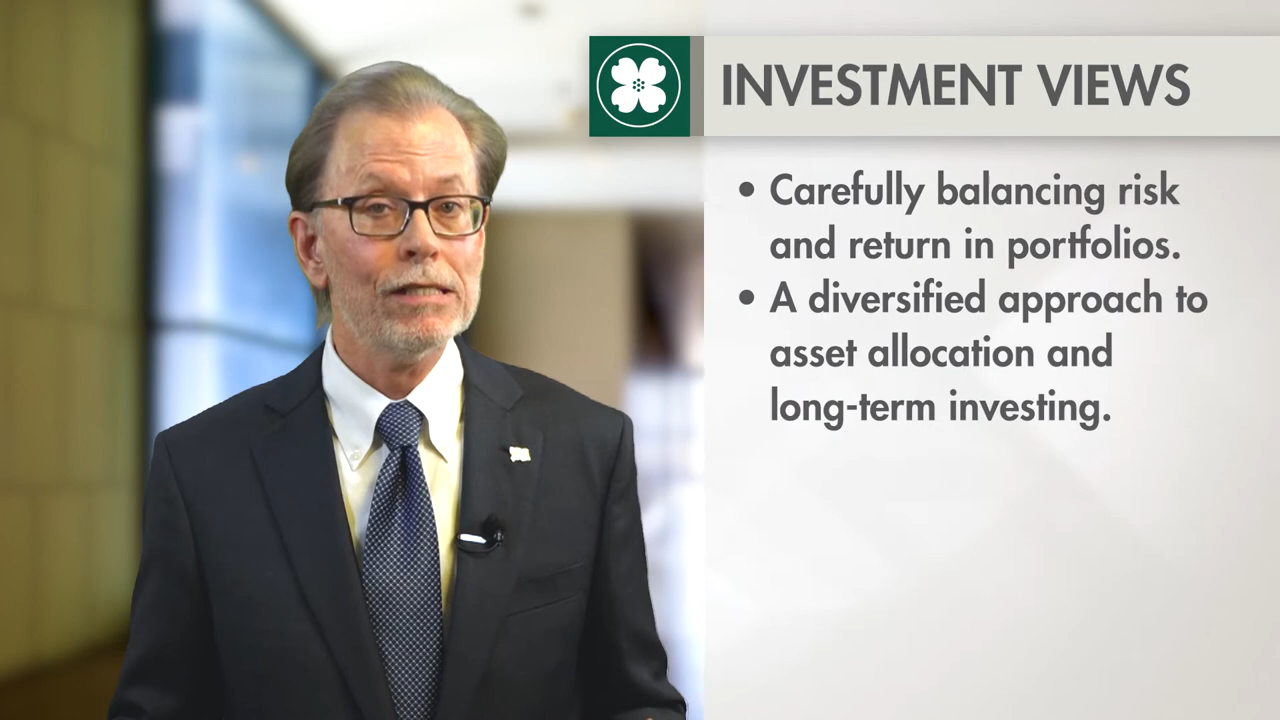 INVESTMENT VIEWS
• Carefully balancing risk
and return in portfolios.
• A diversified approach to
asset allocation and
long-term investing.